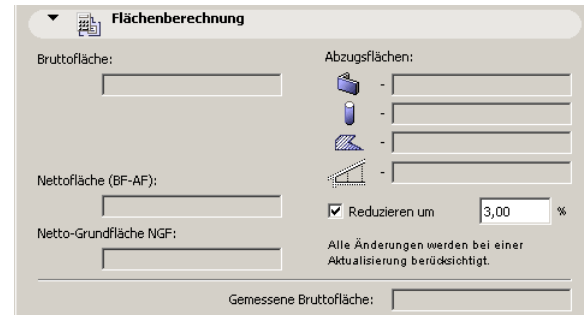 Flächenberechnung
Bruttofläche:
Abzugsflächen:
-
-
-
-
Nettofläche (BF-AF):
Reduzieren um 3,00 %
Netto-Grundfläche NGF:
Alle Änderungen werden bei einer
Aktualisierung berücksichtigt.
Gemessene Bruttofläche: